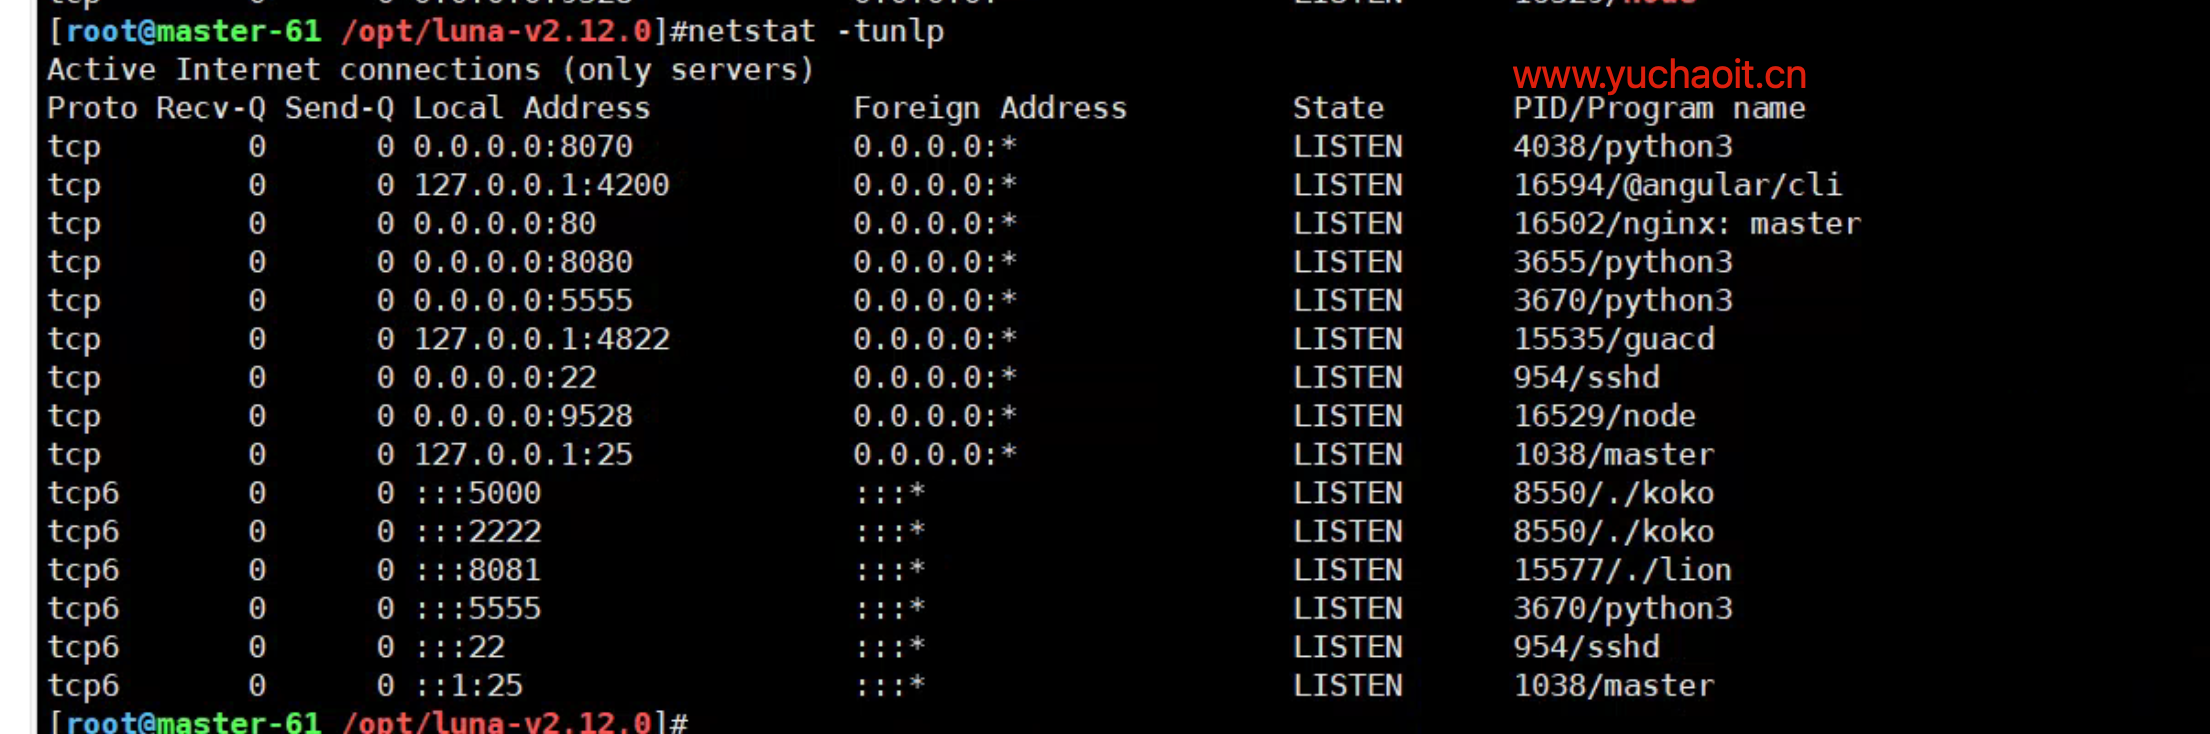 [root@master-61 /opt/luna-v2.12.0]#netstat -tunlp
Active Internet connections (only servers)
www.yuchaoit.cn
Proto Recv-Q Send-Q Local Address           Foreign Address         State       PID/Program name
tcp        0      0 0.0.0.0:8070            0.0.0.0:*               LISTEN      4038/python3
tcp        0      0 127.0.0.1:4200          0.0.0.0:*               LISTEN      16594/@angular/cli
tcp        0      0 0.0.0.0:80              0.0.0.0:*               LISTEN      16502/nginx: master
tcp        0      0 0.0.0.0:8080            0.0.0.0:*               LISTEN      3655/python3
tcp        0      0 0.0.0.0:5555            0.0.0.0:*               LISTEN      3670/python3
tcp        0      0 127.0.0.1:4822          0.0.0.0:*               LISTEN      15535/guacd
tcp        0      0 0.0.0.0:22              0.0.0.0:*               LISTEN      954/sshd
tcp        0      0 0.0.0.0:9528            0.0.0.0:*               LISTEN      16529/node
tcp        0      0 127.0.0.1:25            0.0.0.0:*               LISTEN      1038/master
tcp6       0      0 :::5000                 :::*                    LISTEN      8550/./koko
tcp6       0      0 :::2222                 :::*                    LISTEN      8550/./koko
tcp6       0      0 :::8081                 :::*                    LISTEN      15577/./lion
tcp6       0      0 :::5555                 :::*                    LISTEN      3670/python3
tcp6       0      0 :::22                   :::*                    LISTEN      954/sshd
tcp6       0      0 ::1:25                  :::*                    LISTEN      1038/master
[root@master-61 /opt/luna-v2.12.0]#